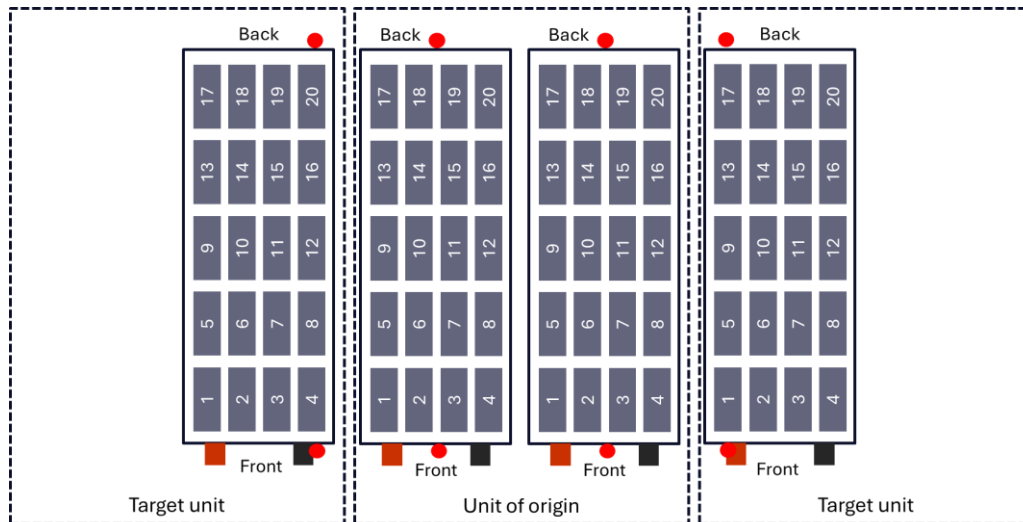 Back Back Back Back
17 18 19 20 17 18 19 20 17 18 19 20 17 18 19 20
13 14 15 16 13 14 15 16 13 14 15 16 13 14 15 16
9 10 11 12 9 10 11 12 9 10 11 12 9 10 11 12
5 6 7 8 5 6 7 8 5 6 7 8 5 6 7 8
1 2 3 4 1 2 3 4 1 2 3 4 1 2 3 4
Front Front Front Front
Target unit Unit of origin Target unit